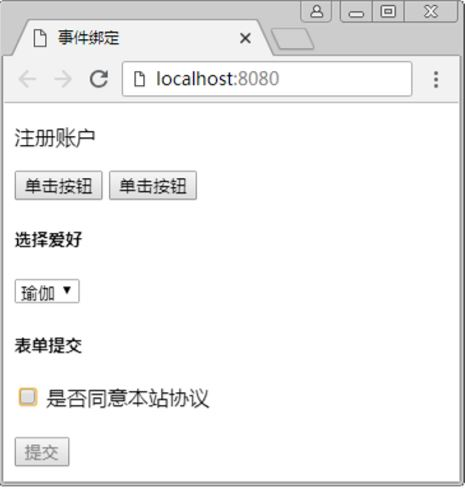 事件绑定
localhost:8080
注册账户
单击按钮 单击按钮
选择爱好
瑜伽
表单提交
是否同意本站协议
提交